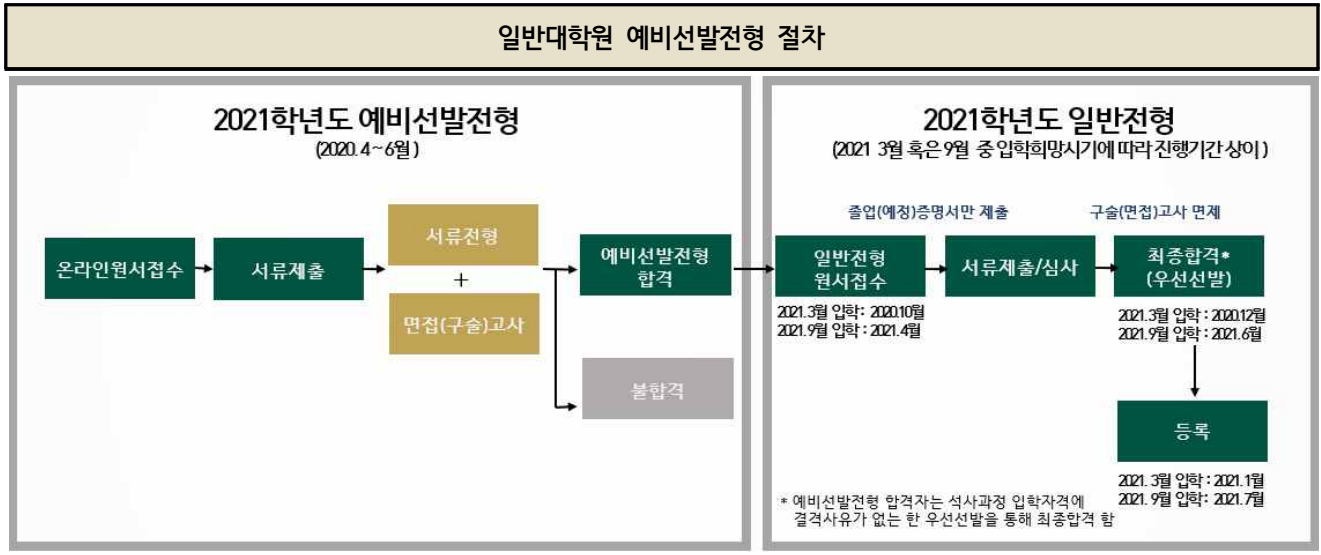 일반대학원 예비선발전형 절차
2021학년도 예비선발전형
(2020. 4~6월)
온라인원서접수
서류제출
서류전형
+
면접(구술)고사
예비선발전형
합격
불합격
2021학년도 일반전형
(2021 3월 혹은 9월 중 입학희망시기에 따라 진행기간 상이)
졸업(예정)증명서만 제출
구술(면접)고사 면제
일반전형
원서접수
2021.3월 입학 : 2020.10월
2021.9월 입학 : 2021.4월
서류제출/심사
최종합격*
(우선선발)
2021.3월 입학 : 2020.12월
2021.9월 입학 : 2021.6월
등록
2021. 3월 입학 : 2021.1월
2021. 9월 입학 : 2021.7월
* 예비선발전형 합격자는 석사과정 입학자격에
결격사유가 없는 한 우선선발을 통해 최종합격 함